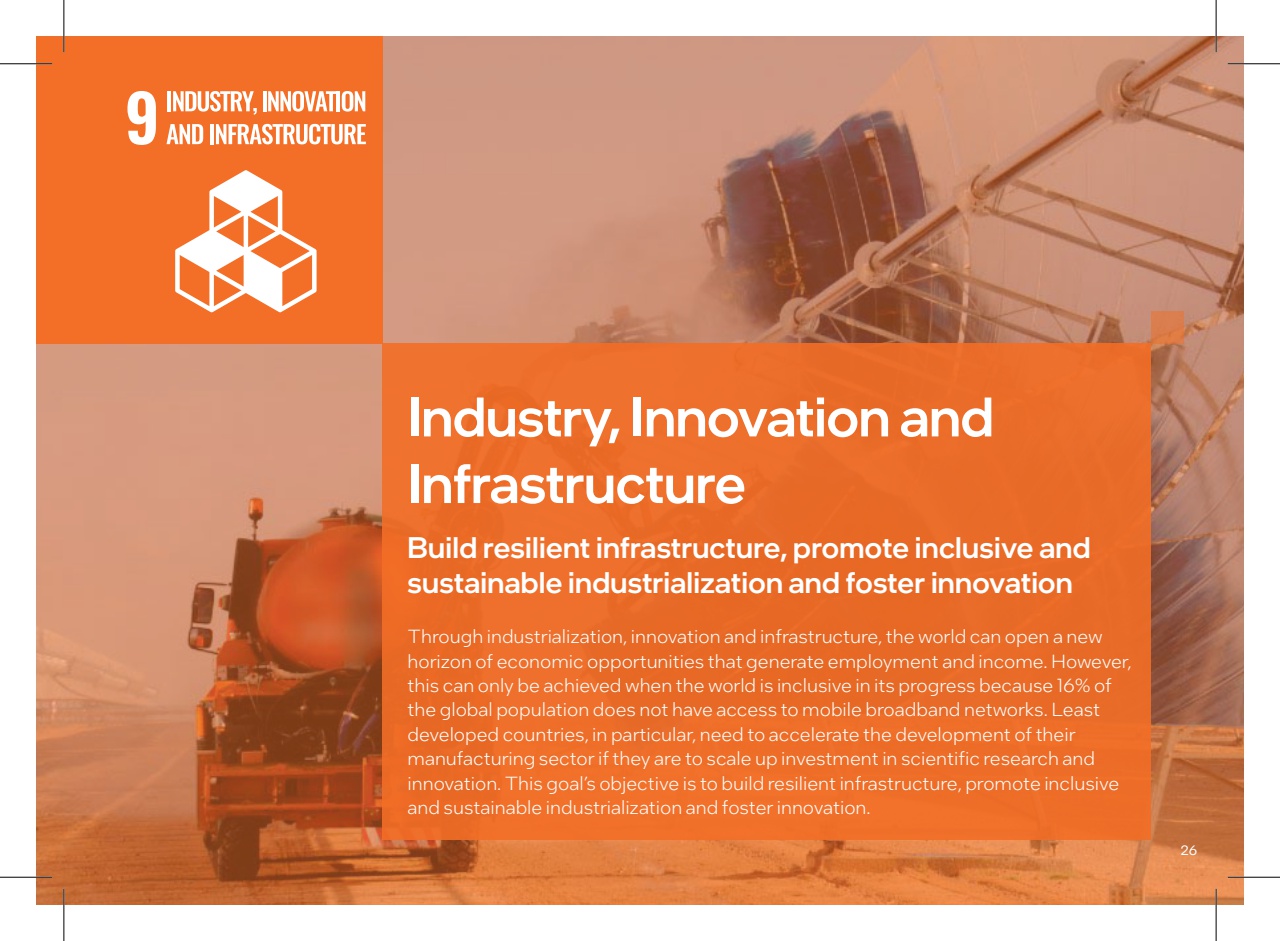 9 INDUSTRY, INNOVATION
AND INFRASTRUCTURE
Industry, Innovation and
Infrastructure
Build resilient infrastructure, promote inclusive and
sustainable industrialization and foster innovation
Through industrialization, innovation and infrastructure, the world can open a new
horizon of economic opportunities that generate employment and income. However,
this can only be achieved when the world is inclusive in its progress because 16% of
the global population does not have access to mobile broadband networks. Least
developed countries, in particular, need to accelerate the development of their
manufacturing sector if they are to scale up investment in scientific research and
innovation. This goal’s objective is to build resilient infrastructure, promote inclusive
and sustainable industrialization and foster innovation.
26